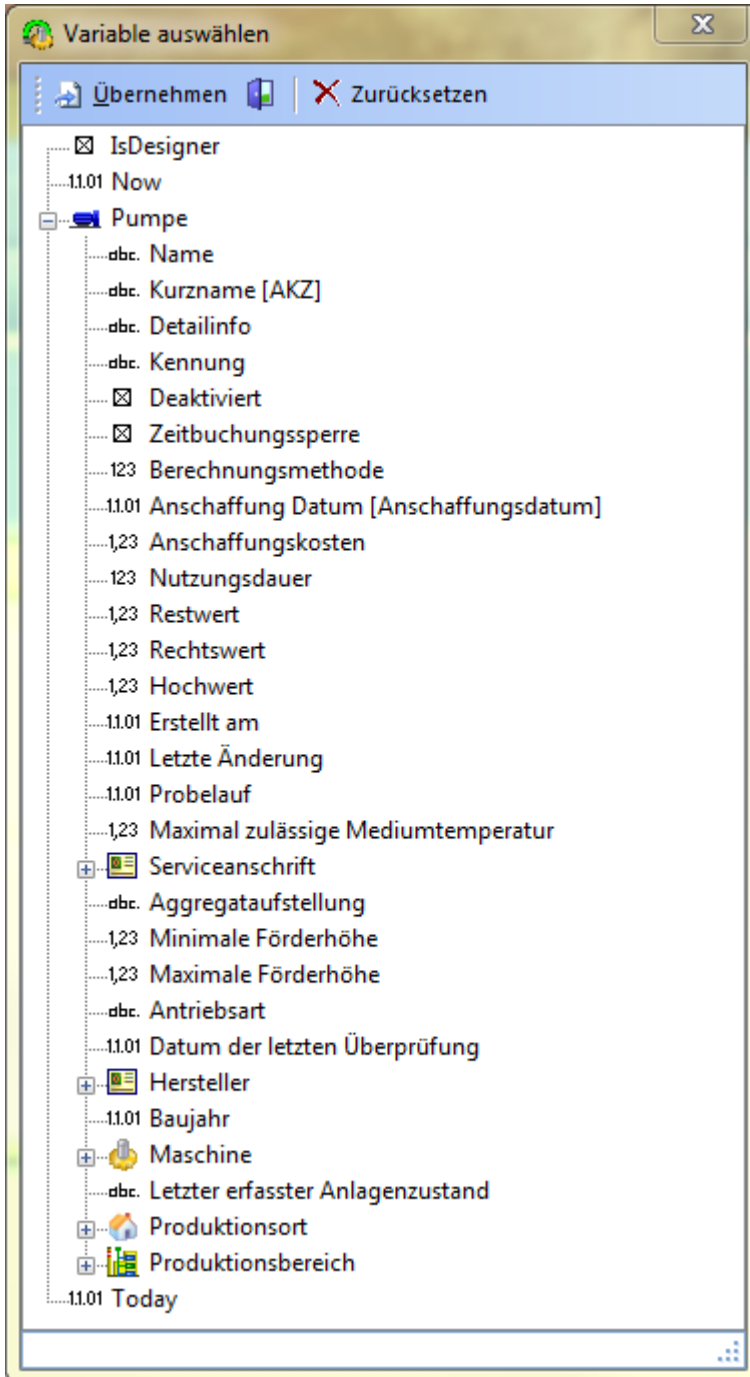 Variable auswählen
Übernehmen Zurücksetzen
IsDesigner
1.1.01 Now
Pumpe
abc. Name
abc. Kurzname [AKZ]
abc. Detailinfo
abc. Kennung
Deaktiviert
Zeitbuchungssperre
123 Berechnungsmethode
1.1.01 Anschaffung Datum [Anschaffungsdatum]
1,23 Anschaffungskosten
123 Nutzungsdauer
1,23 Restwert
1,23 Rechtswert
1,23 Hochwert
1.1.01 Erstellt am
1.1.01 Letzte Änderung
1.1.01 Probelauf
1,23 Maximal zulässige Mediumtemperatur
Serviceanschrift
abc. Aggregataufstellung
1,23 Minimale Förderhöhe
1,23 Maximale Förderhöhe
abc. Antriebsart
1.1.01 Datum der letzten Überprüfung
Hersteller
1.1.01 Baujahr
Maschine
abc. Letzter erfasster Anlagenzustand
Produktionsort
Produktionsbereich
1.1.01 Today